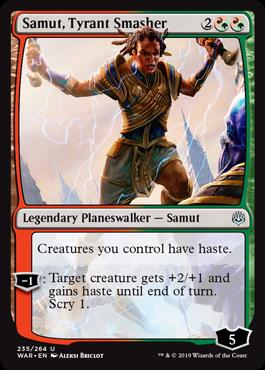 Samut, Tyrant Smasher 2
Legendary Planeswalker — Samut
Creatures you control have haste.
-1: Target creature gets +2/+1 and
gains haste until end of turn.
Scry 1.
5
235/264 U
WAR • EN ALEKSI BRICLOT
™ & © 2019 Wizards of the Coast